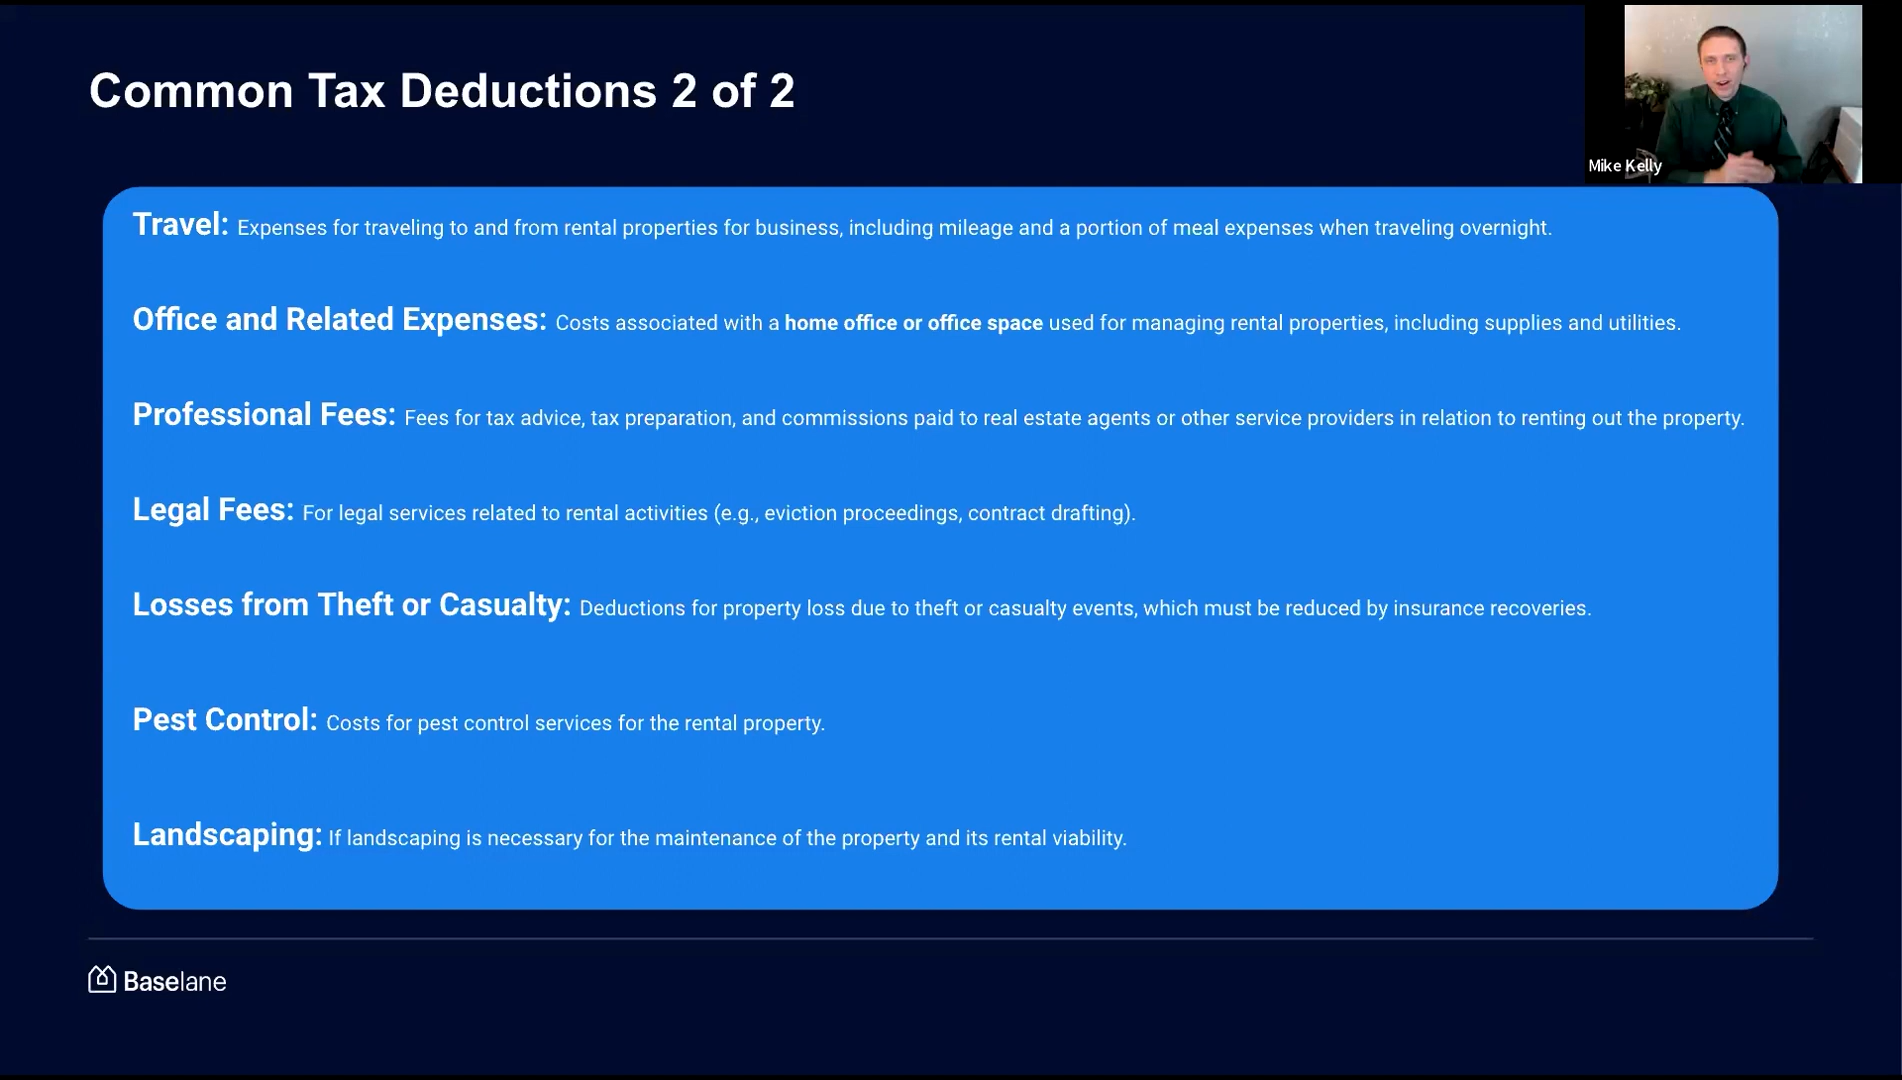 Common Tax Deductions 2 of 2
Mike Kelly
Travel: Expenses for traveling to and from rental properties for business, including mileage and a portion of meal expenses when traveling overnight.
Office and Related Expenses: Costs associated with a home office or office space used for managing rental properties, including supplies and utilities.
Professional Fees: Fees for tax advice, tax preparation, and commissions paid to real estate agents or other service providers in relation to renting out the property.
Legal Fees: For legal services related to rental activities (e.g., eviction proceedings, contract drafting).
Losses from Theft or Casualty: Deductions for property loss due to theft or casualty events, which must be reduced by insurance recoveries.
Pest Control: Costs for pest control services for the rental property.
Landscaping: If landscaping is necessary for the maintenance of the property and its rental viability.
Baselane